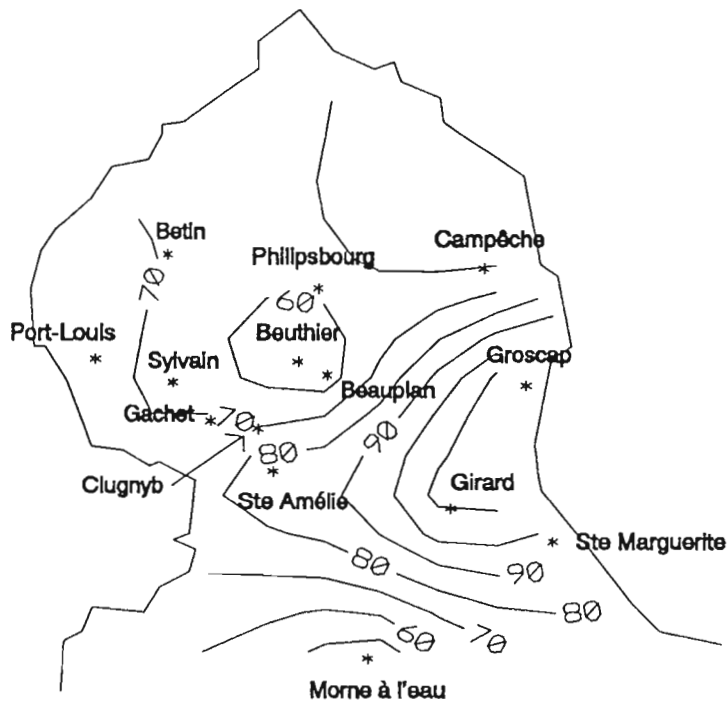 Betin
Campêche
Philipsbourg
70
60
Port-Louis
Beuthier
Sylvain
Groscap
Beauplan
Gachet
70
90
80
Clugnyb
Ste Amélie
Girard
Ste Marguerite
80
90
80
60
70
Morne à l'eau